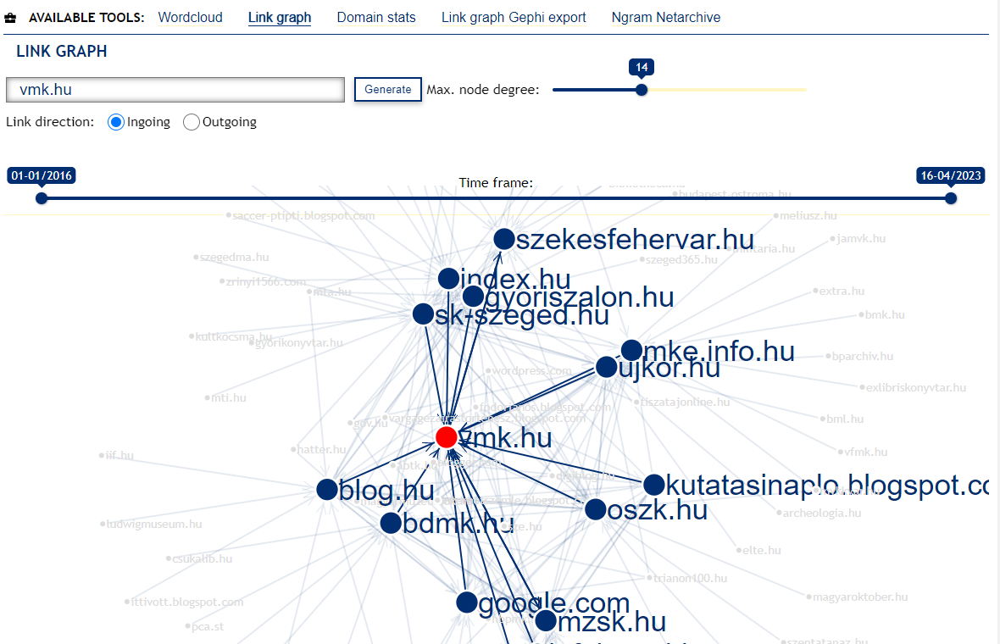 AVAILABLE TOOLS: Wordcloud Link graph Domain stats Link graph Gephi export Ngram Netarchive
LINK GRAPH
vmk.hu Generate Max. node degree: 14
Link direction: Ingoing Outgoing
01-01/2016 Time frame: 16-04/2023
budapest-ostroma.hu
saccer-ptipti.blogspot.com
meliusz.hu
szekesfehervar.hu
jamvk.hu
szegedma.hu
szeged365.hu
zrinyi1566.com
index.hu
mta.hu
extra.hu
gyoriszalon.hu
sk-szeged.hu
bmk.hu
kultkocsma.hu
gyorikonyvtar.hu
mke.info.hu
bparchiv.hu
ujkor.hu
wordpress.com
exlibriskonyvtar.hu
mti.hu
tiszatajonline.hu
bml.hu
gov.hu
vmk.hu
hatter.hu
vfmk.hu
iif.hu
kutatasinaplo.blogspot.co
blog.hu
oszk.hu
archeologia.hu
bdmk.hu
ludwigmuseum.hu
elte.hu
csukalib.hu
trianon100.hu
magyaroktober.hu
ittivott.blogspot.com
google.com
mzsk.hu
pca.st
szentatanaz.hu